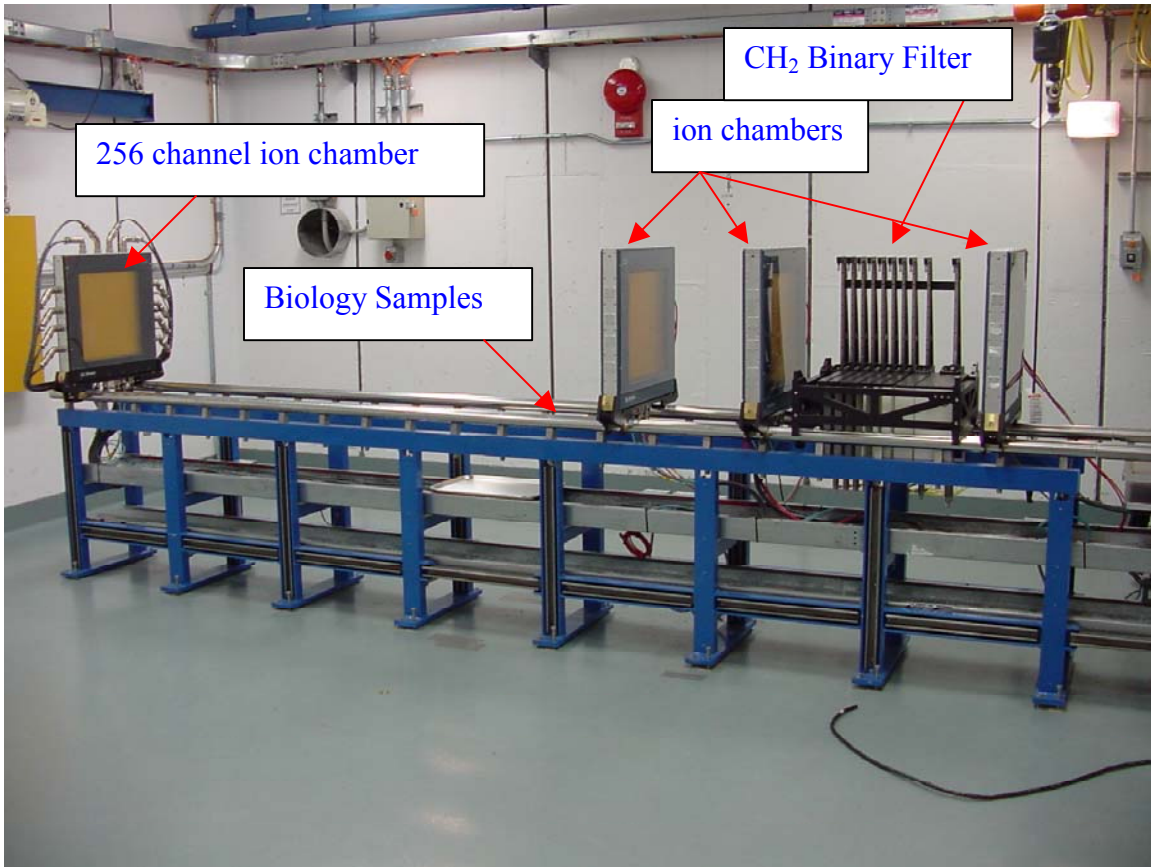 CH₂ Binary Filter
ion chambers
256 channel ion chamber
Biology Samples